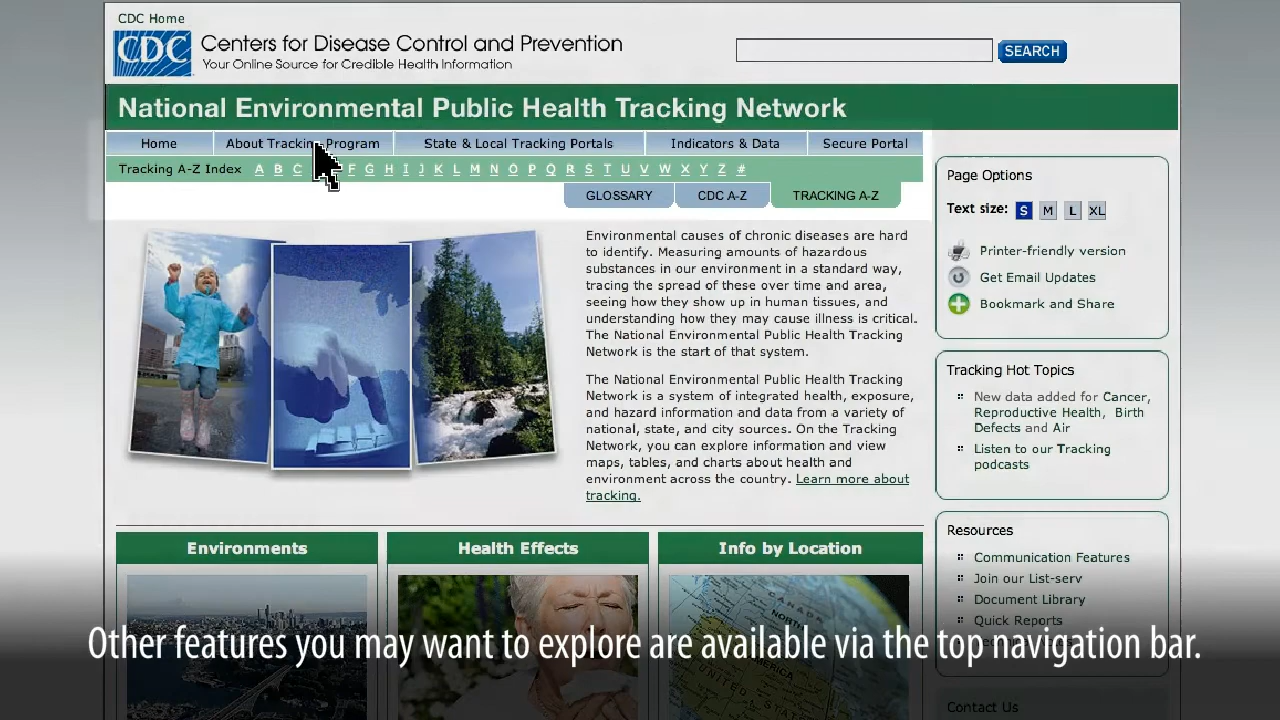 CDC Home
CDC
Centers for Disease Control and Prevention
Your Online Source for Credible Health Information
SEARCH
National Environmental Public Health Tracking Network
Home
About Tracking Program
State & Local Tracking Portals
Indicators & Data
Secure Portal
Tracking A-Z Index A B C F G H I J K L M N O P Q R S T U V W X Y Z #
GLOSSARY
CDC A-Z
TRACKING A-Z
Environmental causes of chronic diseases are hard
to identify. Measuring amounts of hazardous
substances in our environment in a standard way,
tracing the spread of these over time and area,
seeing how they show up in human tissues, and
understanding how they may cause illness is critical.
The National Environmental Public Health Tracking
Network is the start of that system.
The National Environmental Public Health Tracking
Network is a system of integrated health, exposure,
and hazard information and data from a variety of
national, state, and city sources. On the Tracking
Network, you can explore information and view
maps, tables, and charts about health and
environment across the country. Learn more about
tracking.
Page Options
Text size: S M L XL
Printer-friendly version
Get Email Updates
Bookmark and Share
Tracking Hot Topics
New data added for Cancer,
Reproductive Health, Birth
Defects and Air
Listen to our Tracking
podcasts
Resources
Communication Features
Join our List-serv
Document Library
Quick Reports
Contact Us
Environments
Health Effects
Info by Location
CANADA
NORTH
AMERICA
UNITED STATES
Other features you may want to explore are available via the top navigation bar.